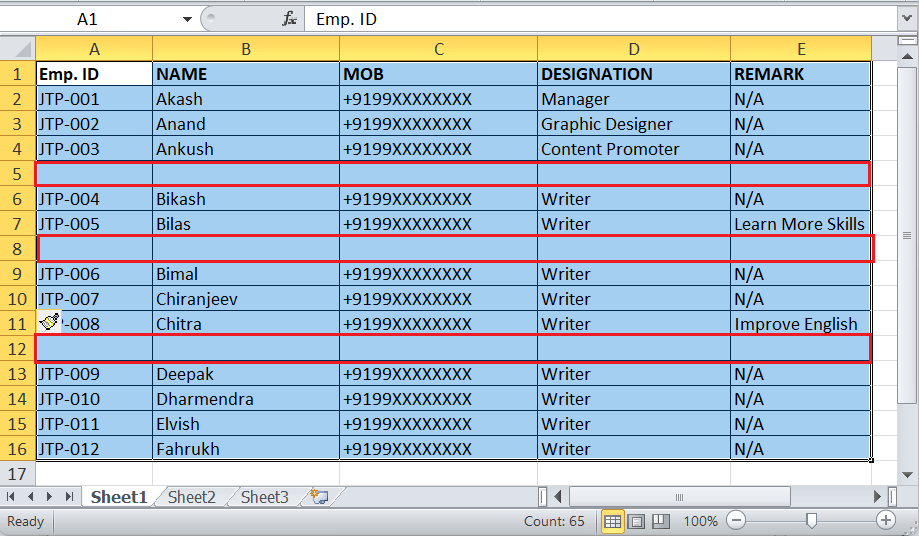 A1 fx Emp. ID
A B C D E
1 Emp. ID NAME MOB DESIGNATION REMARK
2 JTP-001 Akash +9199XXXXXXXX Manager N/A
3 JTP-002 Anand +9199XXXXXXXX Graphic Designer N/A
4 JTP-003 Ankush +9199XXXXXXXX Content Promoter N/A
5
6 JTP-004 Bikash +9199XXXXXXXX Writer N/A
7 JTP-005 Bilas +9199XXXXXXXX Writer Learn More Skills
8
9 JTP-006 Bimal +9199XXXXXXXX Writer N/A
10 JTP-007 Chiranjeev +9199XXXXXXXX Writer N/A
11 -008 Chitra +9199XXXXXXXX Writer Improve English
12
13 JTP-009 Deepak +9199XXXXXXXX Writer N/A
14 JTP-010 Dharmendra +9199XXXXXXXX Writer N/A
15 JTP-011 Elvish +9199XXXXXXXX Writer N/A
16 JTP-012 Fahrukh +9199XXXXXXXX Writer N/A
17
Sheet1 Sheet2 Sheet3
Ready Count: 65 100%